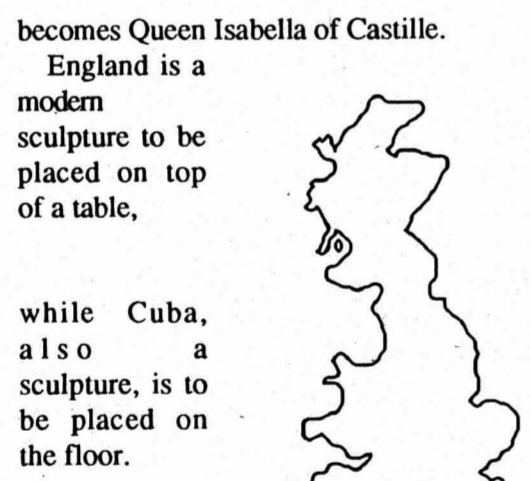 becomes Queen Isabella of Castille.
England is a
modern
sculpture to be
placed on top
of a table,
while Cuba,
also a
sculpture, is to
be placed on
the floor.